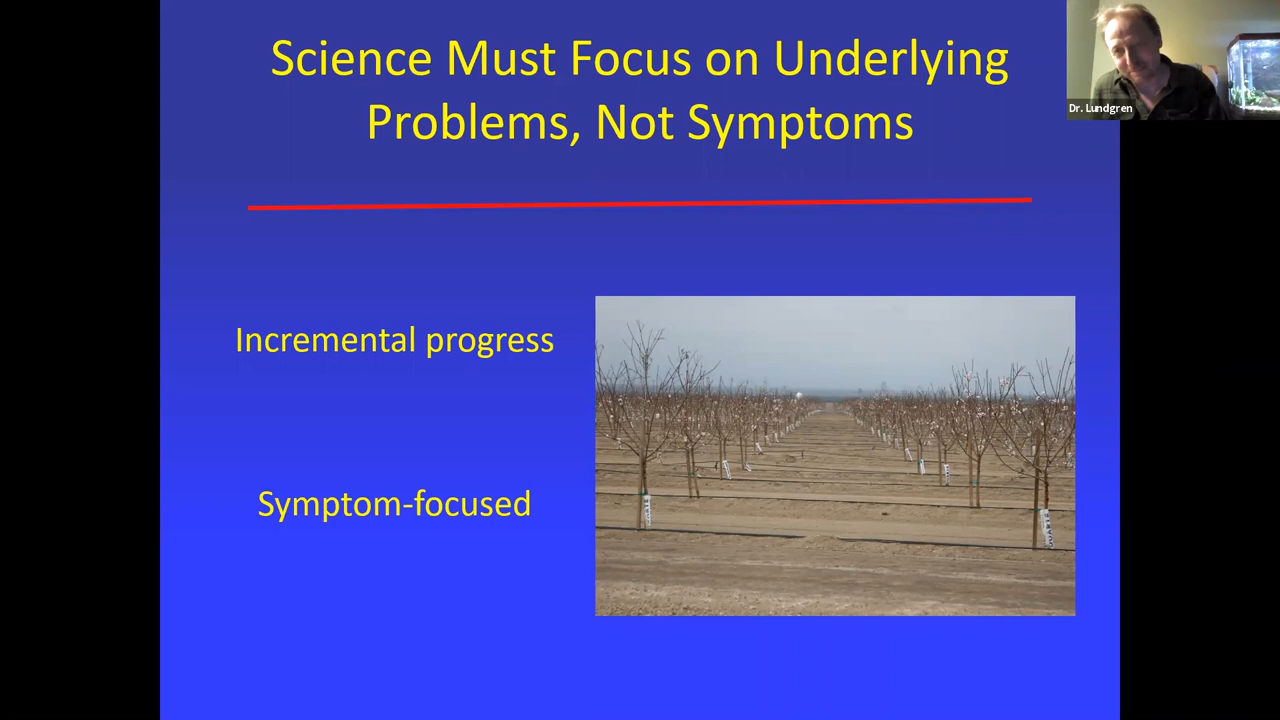 Science Must Focus on Underlying
Problems, Not Symptoms
Dr. Lundgren
Incremental progress
Symptom-focused